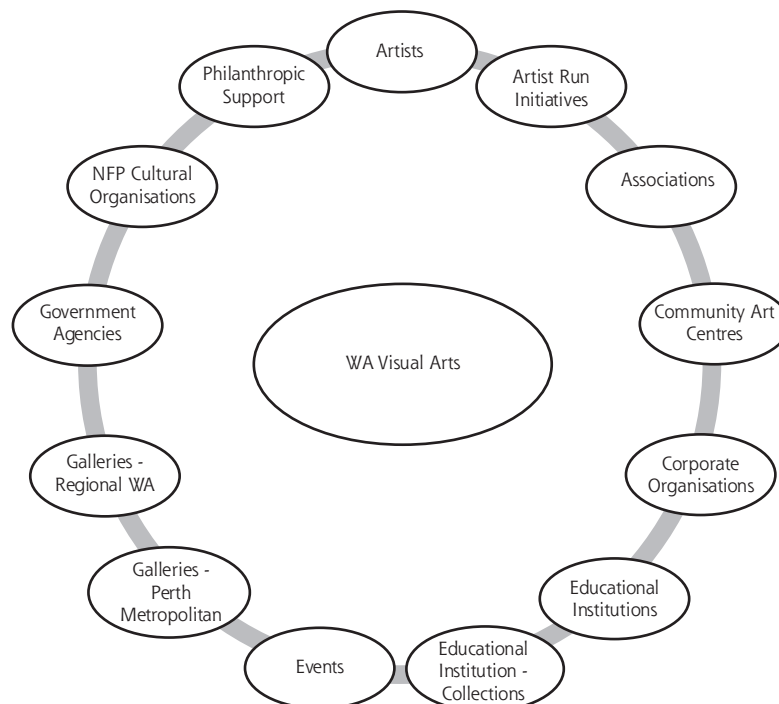 Artists
Artist Run
Initiatives
Associations
Community Art
Centres
Corporate
Organisations
Educational
Institutions
Educational
Institution -
Collections
Events
Galleries -
Perth
Metropolitan
Galleries -
Regional WA
Government
Agencies
NFP Cultural
Organisations
Philanthropic
Support
WA Visual Arts